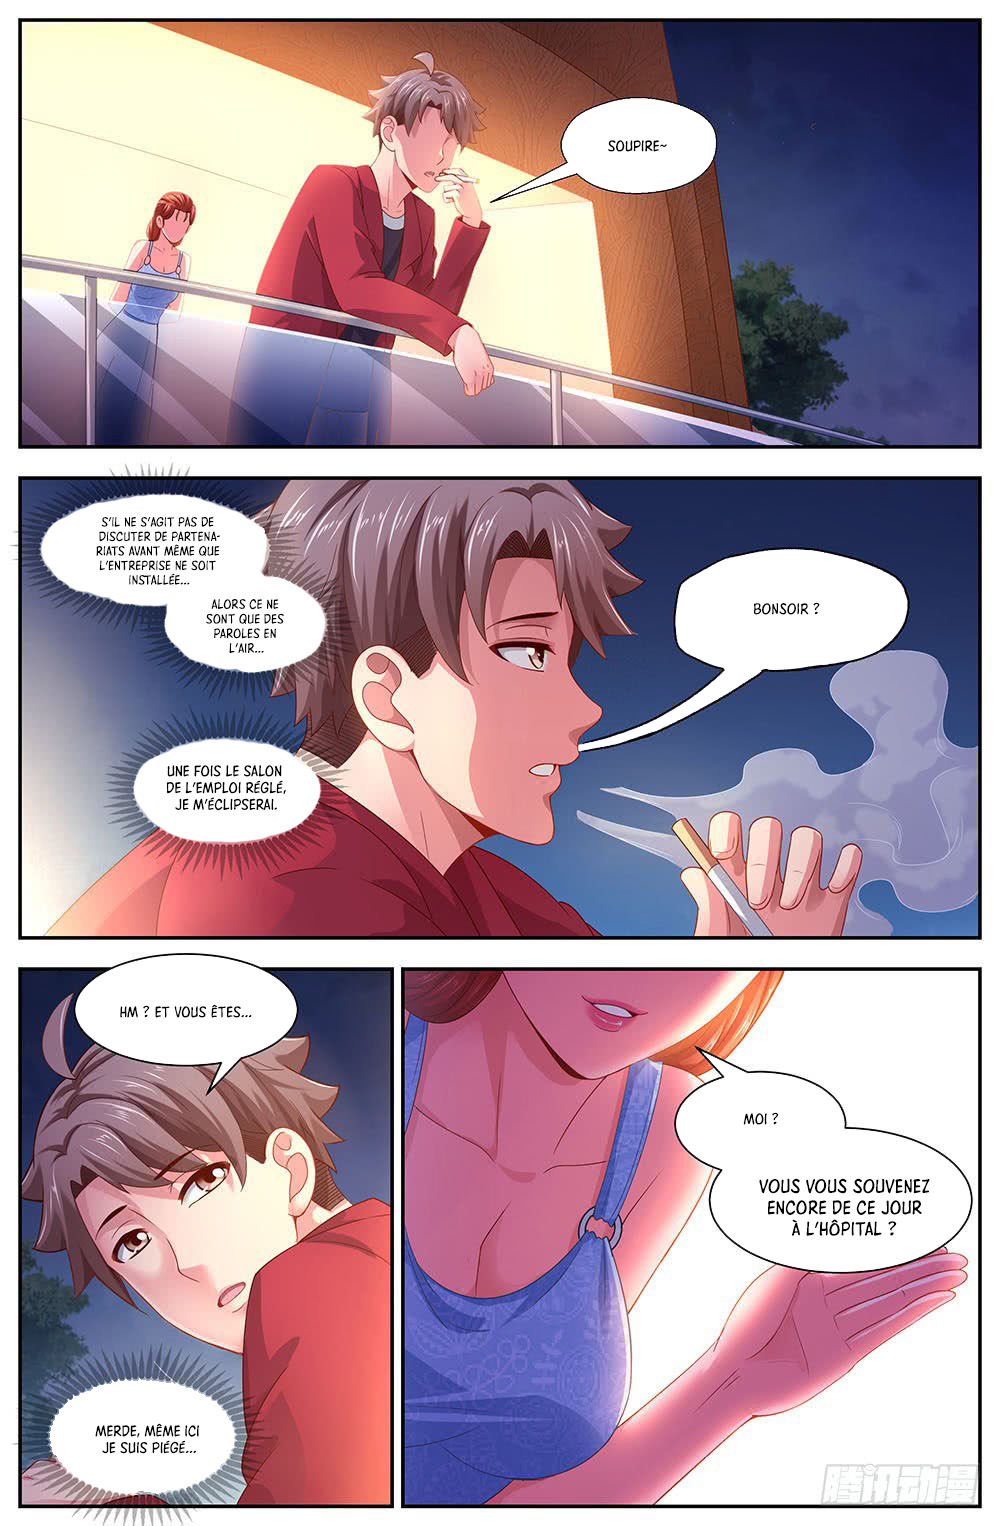 SOUPIRE~
S'IL NE S'AGIT PAS DE
DISCUTER DE PARTENA-
RIATS AVANT MÊME QUE
L'ENTREPRISE NE SOIT
INSTALLÉE...
ALORS CE NE
SONT QUE DES
PAROLES EN
L'AIR...
BONSOIR ?
UNE FOIS LE SALON
DE L'EMPLOI RÉGLÉ,
JE M'ÉCLIPSERAI.
HM ? ET VOUS ÊTES...
MERDE, MÊME ICI
JE SUIS PIÉGÉ...
MOI ?
VOUS VOUS SOUVENEZ
ENCORE DE CE JOUR
À L'HÔPITAL ?
腾讯动漫